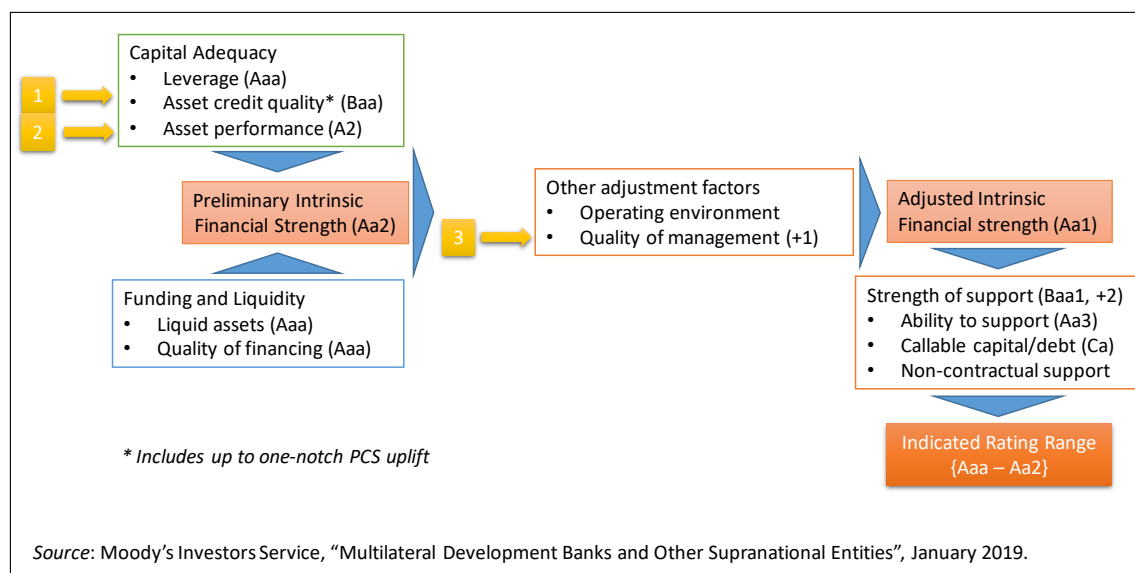 Capital Adequacy
• Leverage (Aaa)
• Asset credit quality* (Baa)
• Asset performance (A2)
1
2
Preliminary Intrinsic
Financial Strength (Aa2)
Funding and Liquidity
• Liquid assets (Aaa)
• Quality of financing (Aaa)
3
Other adjustment factors
• Operating environment
• Quality of management (+1)
Adjusted Intrinsic
Financial strength (Aa1)
Strength of support (Baa1, +2)
• Ability to support (Aa3)
• Callable capital/debt (Ca)
• Non-contractual support
Indicated Rating Range
{Aaa – Aa2}
* Includes up to one-notch PCS uplift
Source: Moody’s Investors Service, “Multilateral Development Banks and Other Supranational Entities”, January 2019.